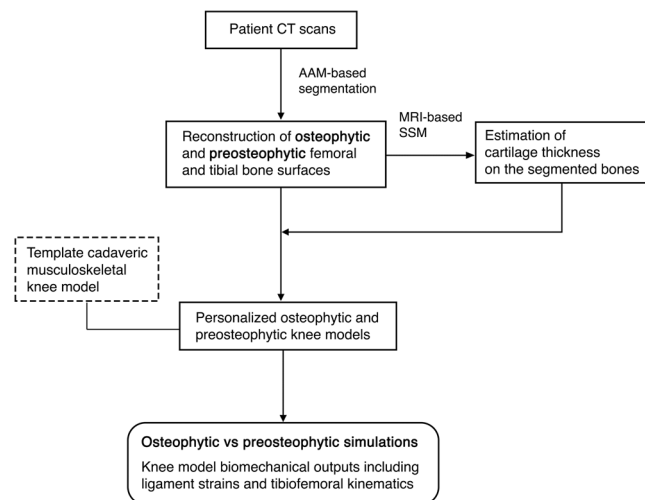 Patient CT scans
AAM-based
segmentation
Reconstruction of osteophytic
and preosteophytic femoral
and tibial bone surfaces
MRI-based
SSM
Estimation of
cartilage thickness
on the segmented bones
Template cadaveric
musculoskeletal
knee model
Personalized osteophytic and
preosteophytic knee models
Osteophytic vs preosteophytic simulations
Knee model biomechanical outputs including
ligament strains and tibiofemoral kinematics